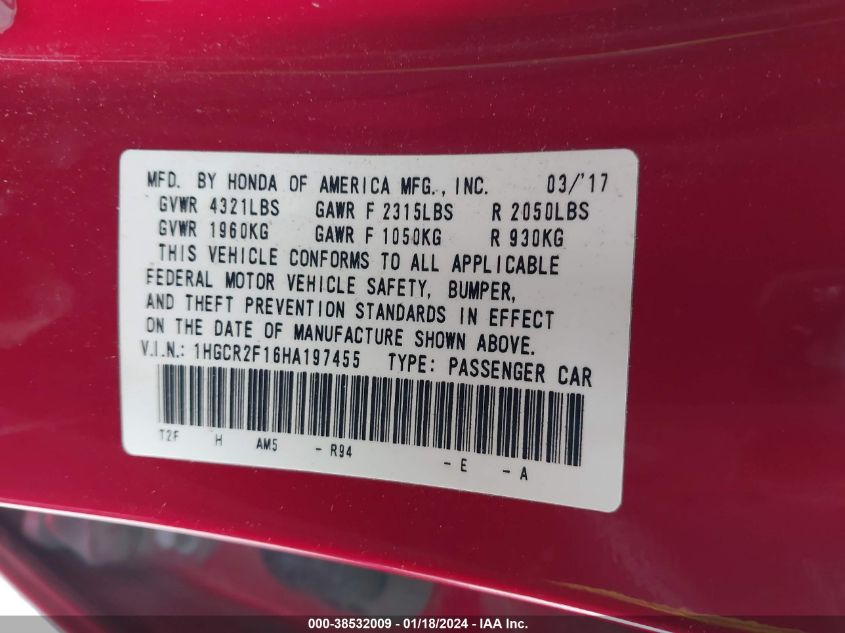 MFD. BY HONDA OF AMERICA MFG., INC. 03/'17
GVWR 4321LBS GAWR F 2315LBS R 2050LBS
GVWR 1960KG GAWR F 1050KG R 930KG
THIS VEHICLE CONFORMS TO ALL APPLICABLE
FEDERAL MOTOR VEHICLE SAFETY, BUMPER,
AND THEFT PREVENTION STANDARDS IN EFFECT
ON THE DATE OF MANUFACTURE SHOWN ABOVE.
V.I.N.: 1HGCR2F16HA197455 TYPE: PASSENGER CAR
T2F H AM5 - R94 - E - A
000-38532009 - 01/18/2024 - IAA Inc.